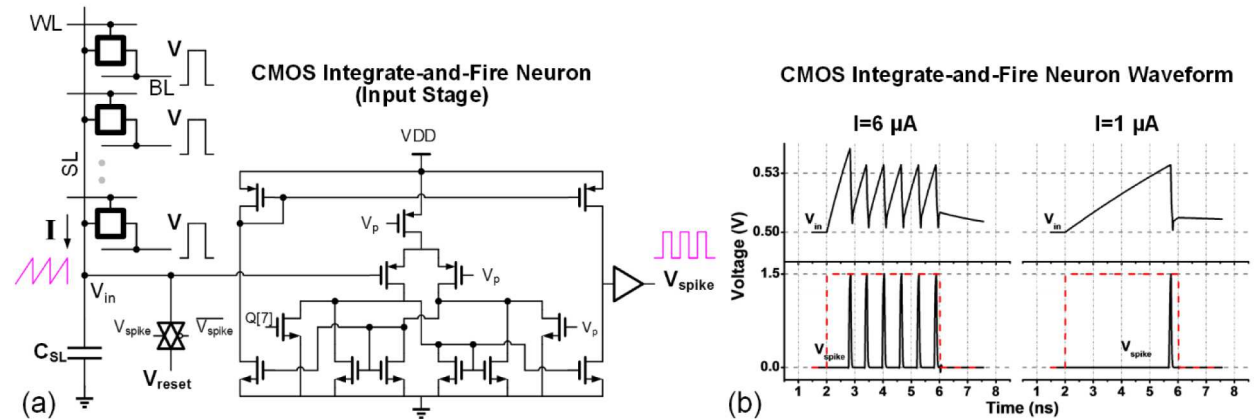 WL
V
BL
V
SL
I
V
V_in
V_spike
V̅_spike
C_SL
V_reset
(a)
CMOS Integrate-and-Fire Neuron
(Input Stage)
VDD
V_p
V_p
Q[7]
V_p
V_spike
CMOS Integrate-and-Fire Neuron Waveform
I=6 μA
I=1 μA
Voltage (V)
0.53
0.50
V_in
V_in
1.5
0.0
V_spike
V_spike
1 2 3 4 5 6 7 8
1 2 3 4 5 6 7 8
Time (ns)
(b)